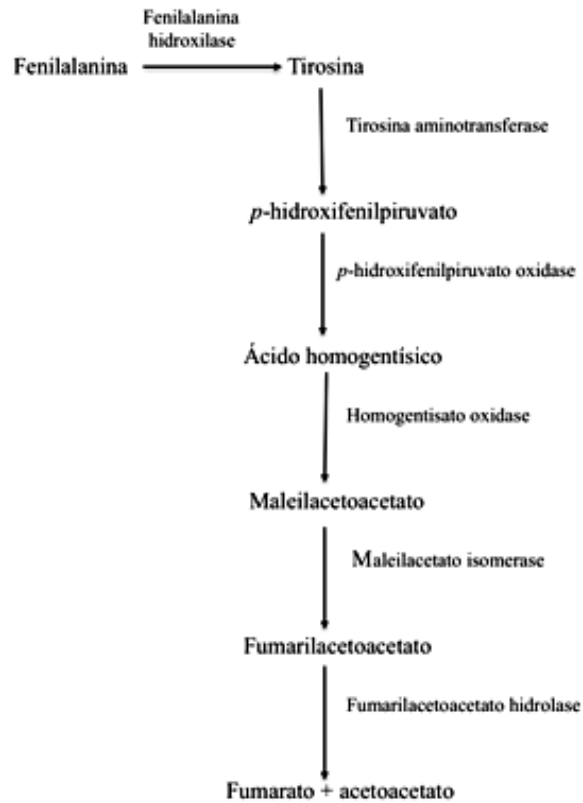 Fenilalanina
hidroxilase
Fenilalanina
Tirosina
Tirosina aminotransferase
p-hidroxifenilpiruvato
p-hidroxifenilpiruvato oxidase
Ácido homogentísico
Homogentisato oxidase
Maleilacetoacetato
Maleilacetato isomerase
Fumarilacetoacetato
Fumarilacetoacetato hidrolase
Fumarato + acetoacetato